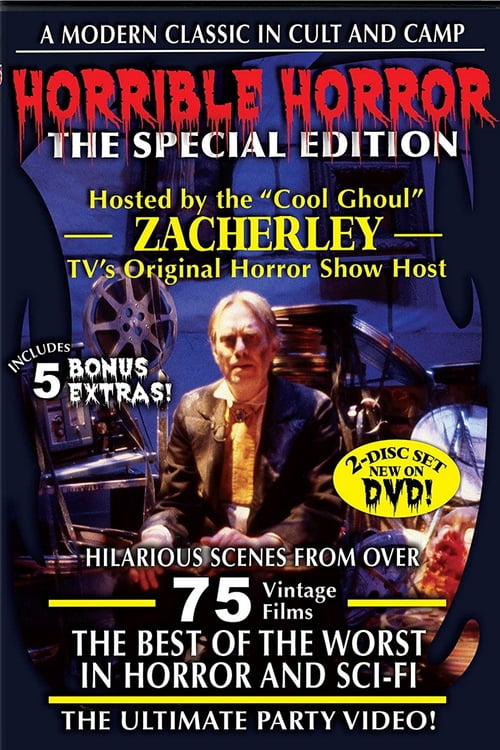 A MODERN CLASSIC IN CULT AND CAMP
HORRIBLE HORROR
THE SPECIAL EDITION
Hosted by the “Cool Ghoul”
ZACHERLEY
TV’s Original Horror Show Host
INCLUDES
5 BONUS
EXTRAS!
2-DISC SET
NEW ON
DVD!
HILARIOUS SCENES FROM OVER
75 Vintage
Films
THE BEST OF THE WORST
IN HORROR AND SCI-FI
THE ULTIMATE PARTY VIDEO!